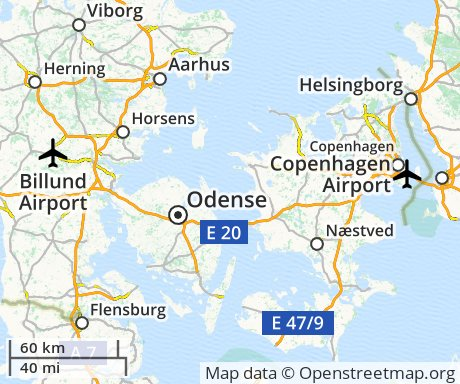 Viborg
Aarhus
Herning
Helsingborg
Horsens
Copenhagen
Copenhagen
Airport
Billund
Airport
Odense
E 20
Næstved
Flensburg
E 47/9
A 7
60 km
40 mi
Map data © Openstreetmap.org